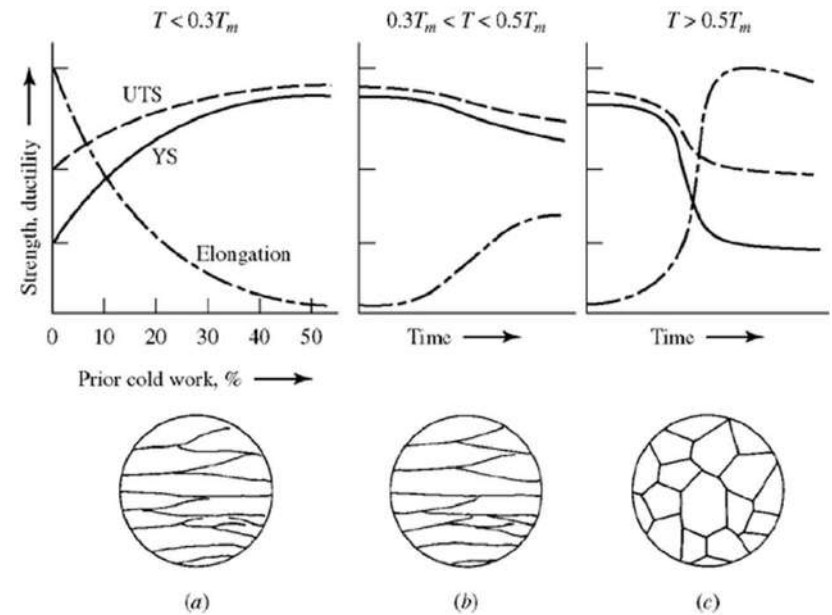 T < 0.3Tm
0.3Tm < T < 0.5Tm
T > 0.5Tm
Strength, ductility
UTS
YS
Elongation
0 10 20 30 40 50
Prior cold work, %
Time
Time
(a)
(b)
(c)